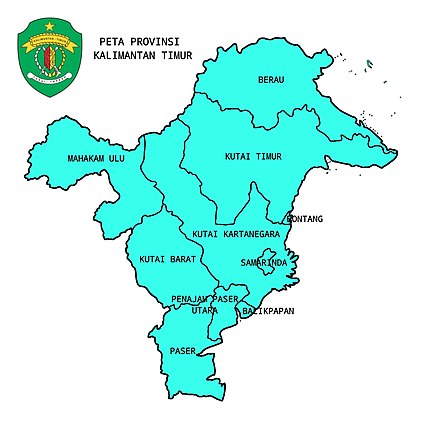 PETA PROVINSI
KALIMANTAN TIMUR
BERAU
MAHAKAM ULU
KUTAI TIMUR
BONTANG
KUTAI KARTANEGARA
KUTAI BARAT
SAMARINDA
PENAJAM PASER
UTARA
BALIKPAPAN
PASER